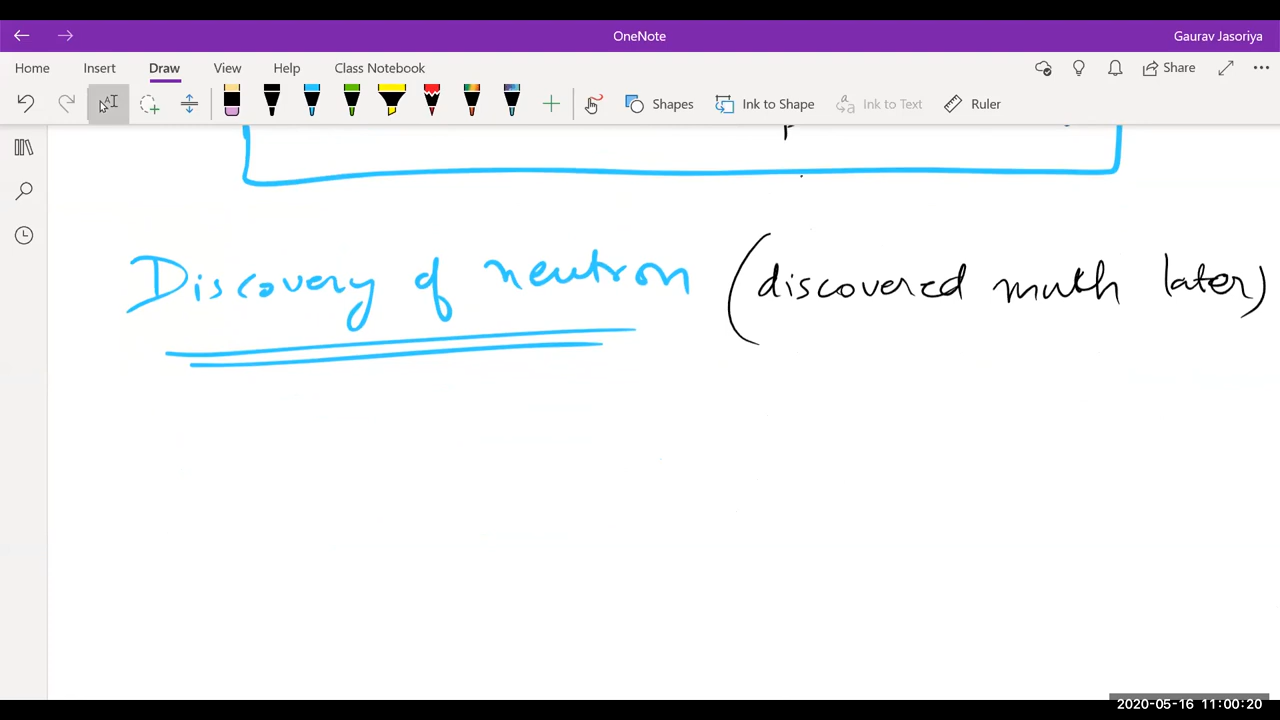 OneNote
Gaurav Jasoriya
Home Insert Draw View Help Class Notebook
Share
Shapes Ink to Shape Ink to Text Ruler
Discovery of neutron (discovered much later)
2020-05-16 11:00:20